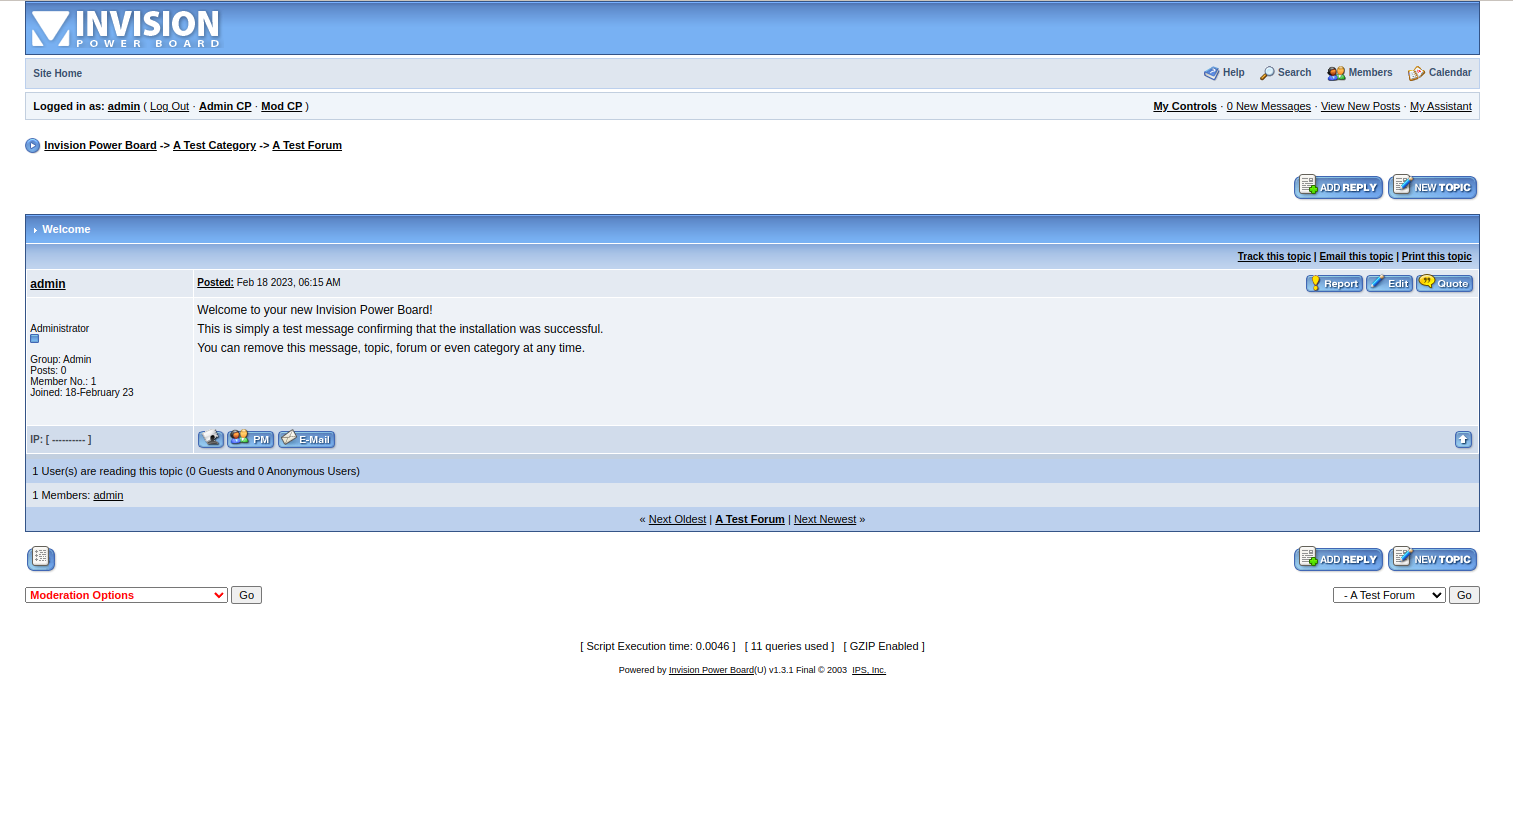 INVISION
POWER BOARD
Site Home Help Search Members Calendar
Logged in as: admin ( Log Out · Admin CP · Mod CP ) My Controls · 0 New Messages · View New Posts · My Assistant
Invision Power Board -> A Test Category -> A Test Forum
ADD REPLY NEW TOPIC
Welcome
Track this topic | Email this topic | Print this topic
admin Posted: Feb 18 2023, 06:15 AM Report Edit Quote
Welcome to your new Invision Power Board!
This is simply a test message confirming that the installation was successful.
You can remove this message, topic, forum or even category at any time.
Administrator
Group: Admin
Posts: 0
Member No.: 1
Joined: 18-February 23
IP: [ ---------- ] PM E-Mail
1 User(s) are reading this topic (0 Guests and 0 Anonymous Users)
1 Members: admin
« Next Oldest | A Test Forum | Next Newest »
ADD REPLY NEW TOPIC
Moderation Options Go - A Test Forum Go
[ Script Execution time: 0.0046 ] [ 11 queries used ] [ GZIP Enabled ]
Powered by Invision Power Board(U) v1.3.1 Final © 2003 IPS, Inc.